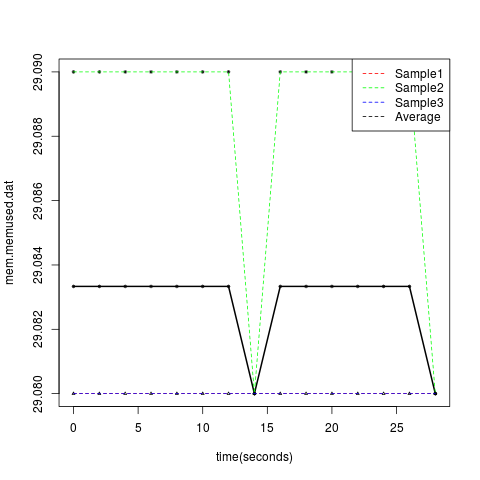 29.090
29.088
29.086
29.084
29.082
29.080
mem.memused.dat
Sample1
Sample2
Sample3
Average
0 5 10 15 20 25
time(seconds)